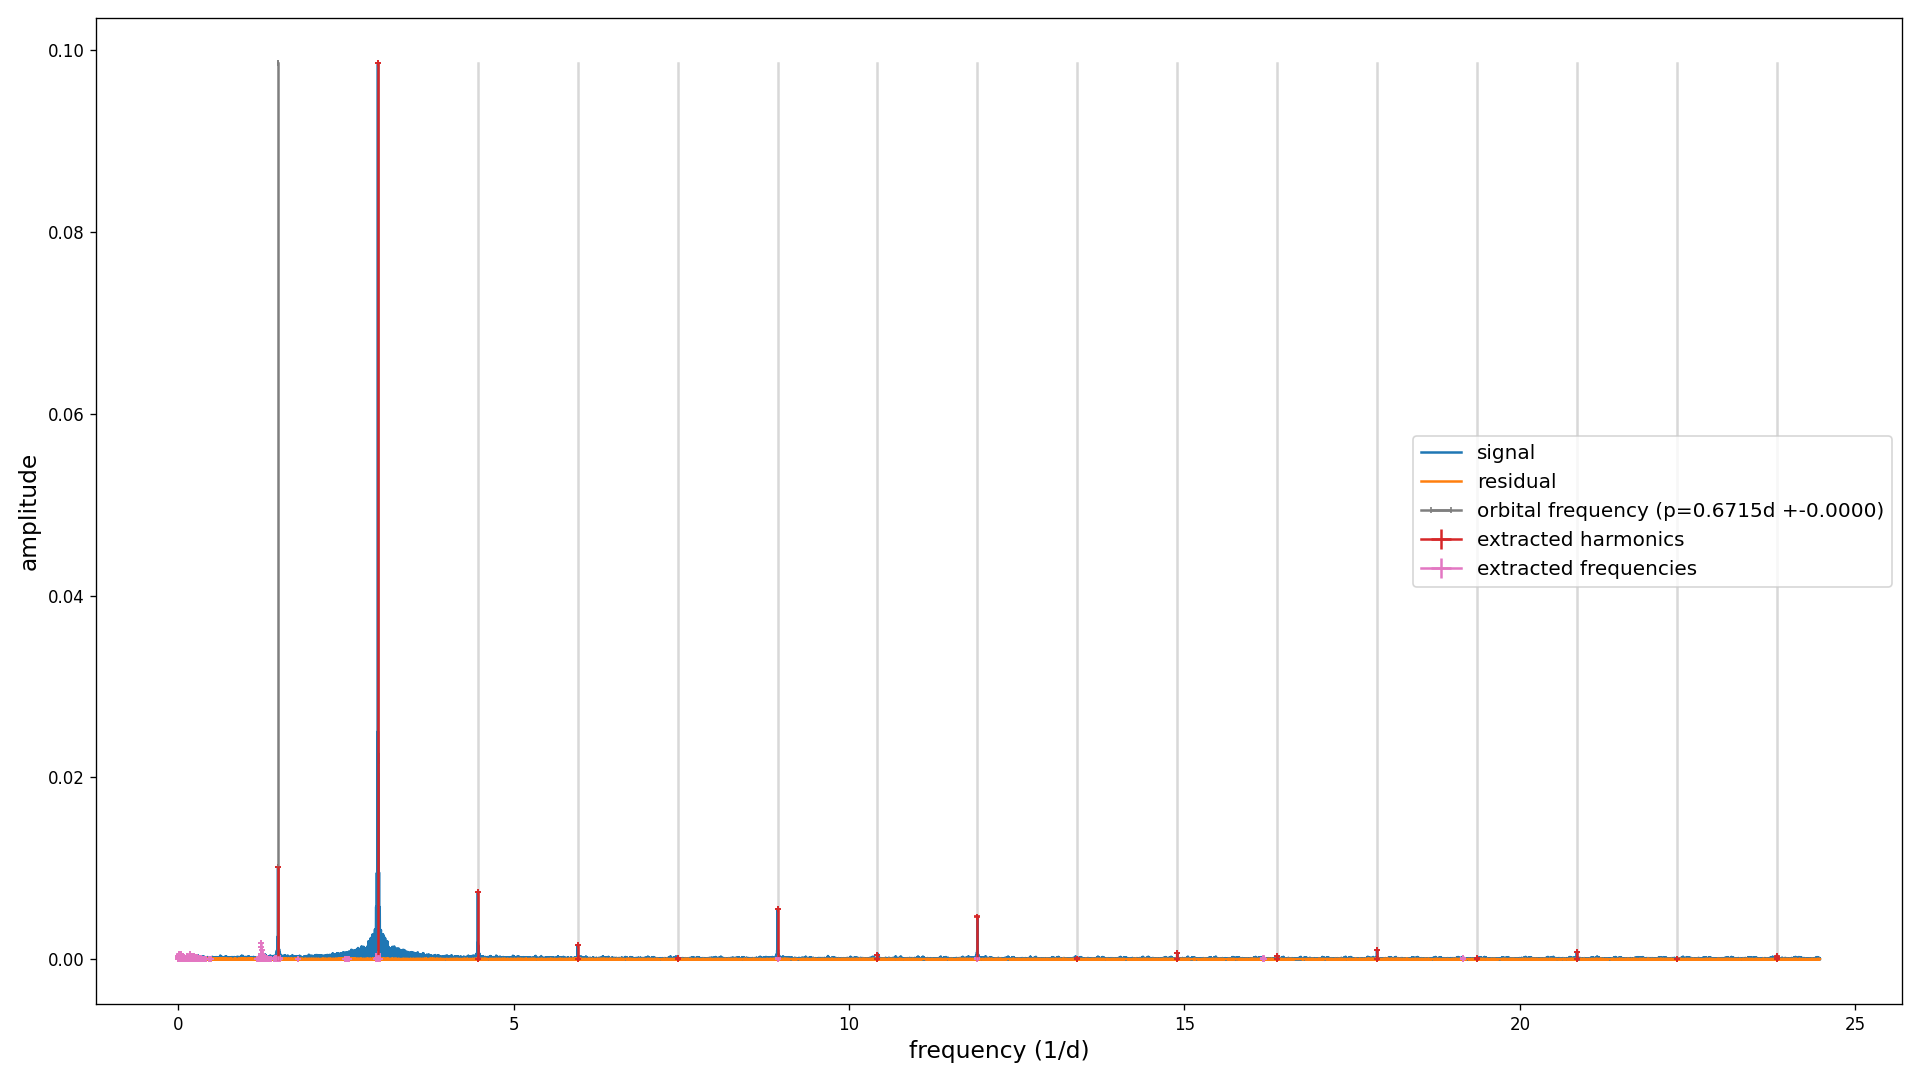 0.10
0.08
0.06
0.04
0.02
0.00
amplitude
signal
residual
orbital frequency (p=0.6715d +-0.0000)
extracted harmonics
extracted frequencies
0 5 10 15 20 25
frequency (1/d)